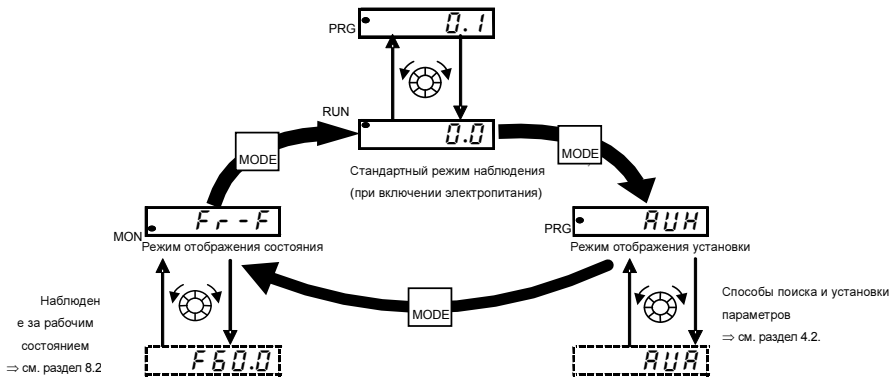 PRG 0.1
RUN 0.0
MODE
MODE
Стандартный режим наблюдения
(при включении электропитания)
MON Fr-F
Режим отображения состояния
PRG AUH
Режим отображения установки
MODE
Наблюден
е за рабочим
состоянием
⇒ см. раздел 8.2
F60.0
Способы поиска и установки
параметров
⇒ см. раздел 4.2.
AUA